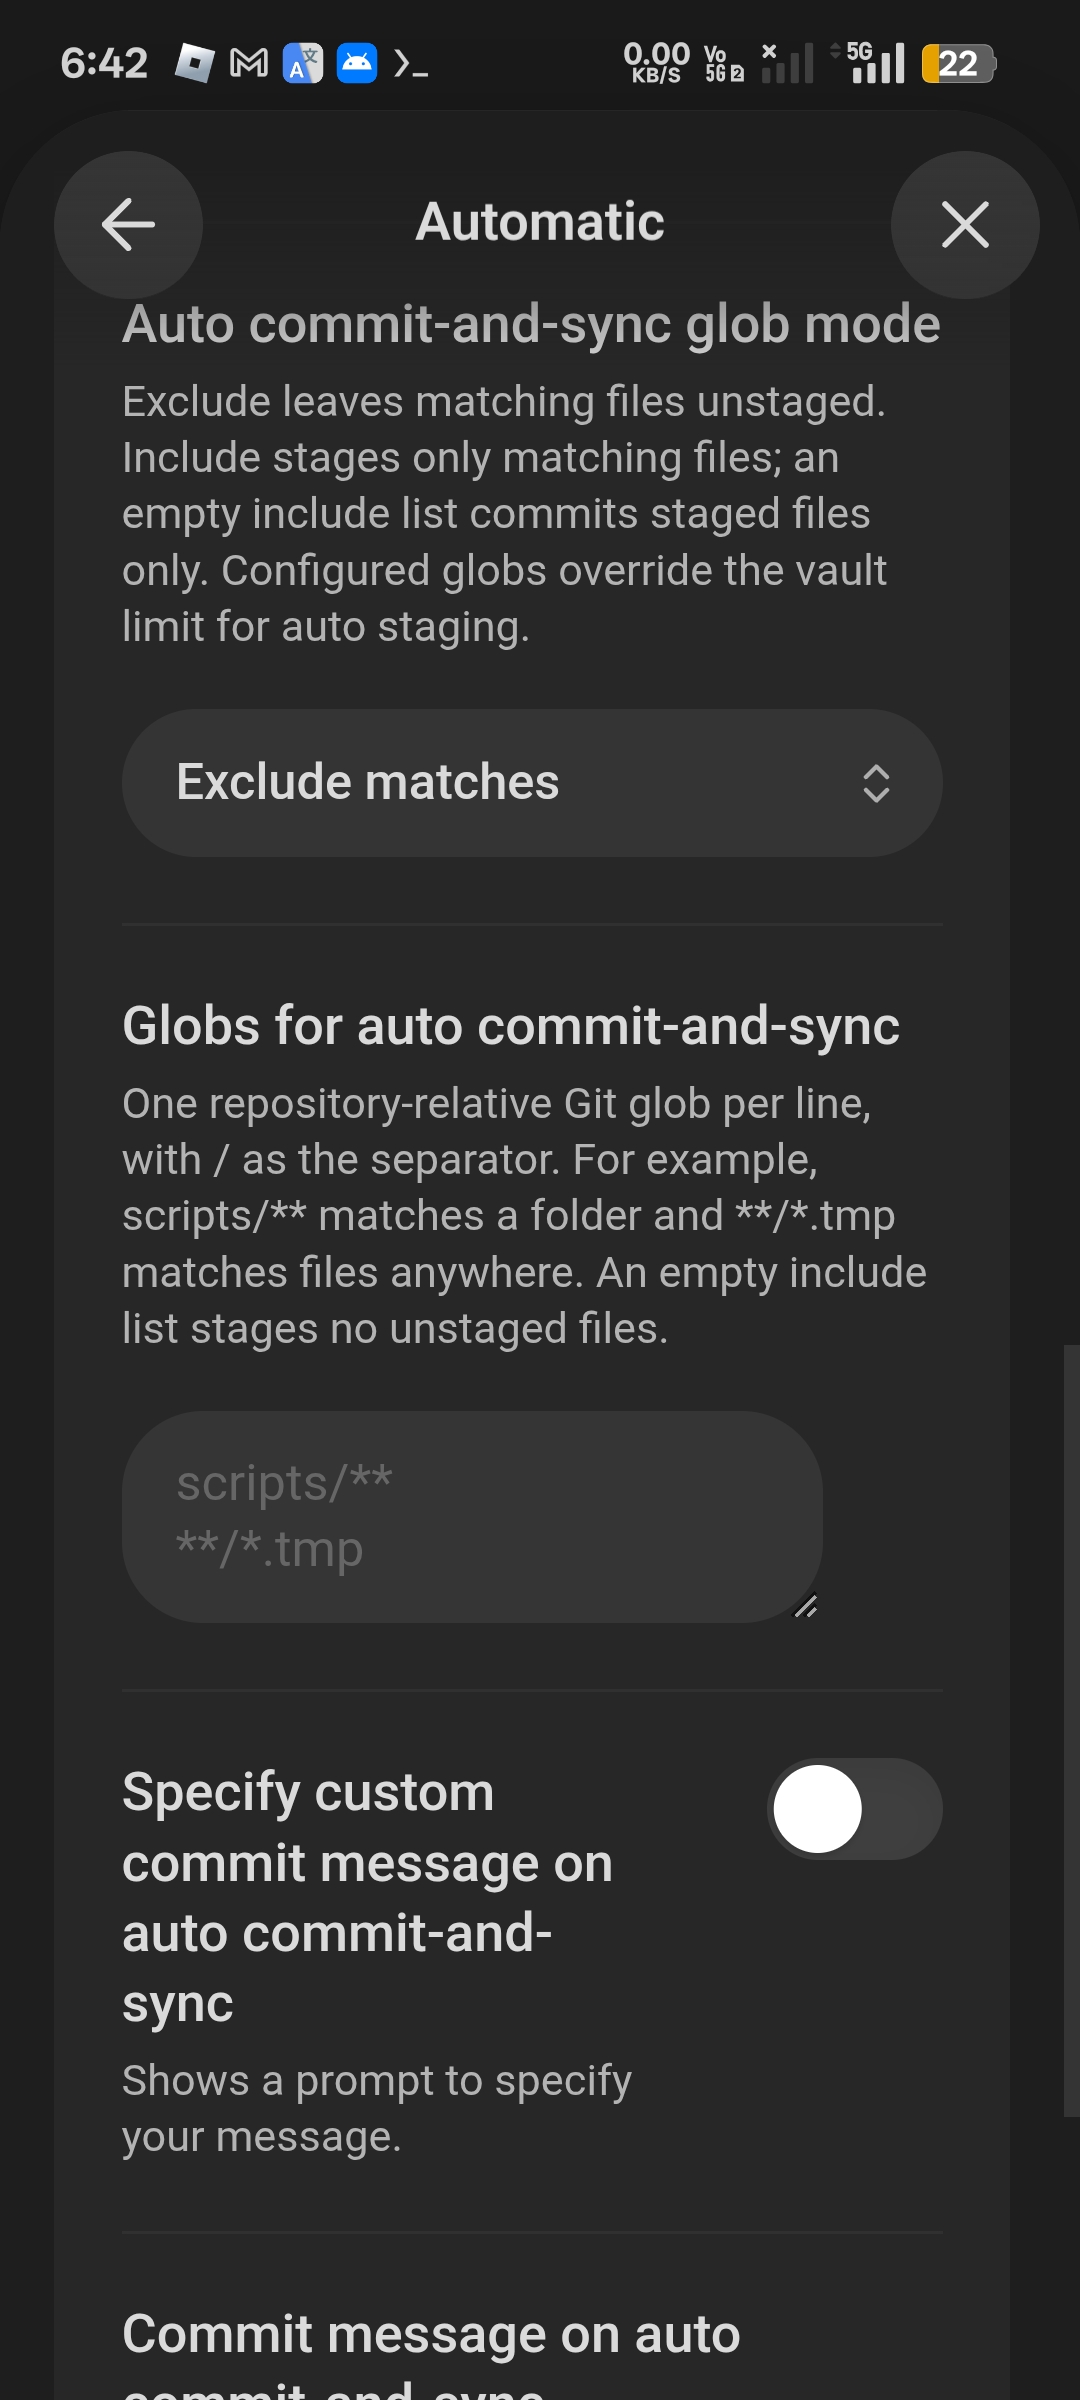 6:42
0.00 KB/S
Vo 5G 2
5G
22
Automatic
Auto commit-and-sync glob mode
Exclude leaves matching files unstaged.
Include stages only matching files; an
empty include list commits staged files
only. Configured globs override the vault
limit for auto staging.
Exclude matches
Globs for auto commit-and-sync
One repository-relative Git glob per line,
with / as the separator. For example,
scripts/** matches a folder and **/*.tmp
matches files anywhere. An empty include
list stages no unstaged files.
scripts/**
**/*.tmp
Specify custom
commit message on
auto commit-and-
sync
Shows a prompt to specify
your message.
Commit message on auto
commit-and-sync